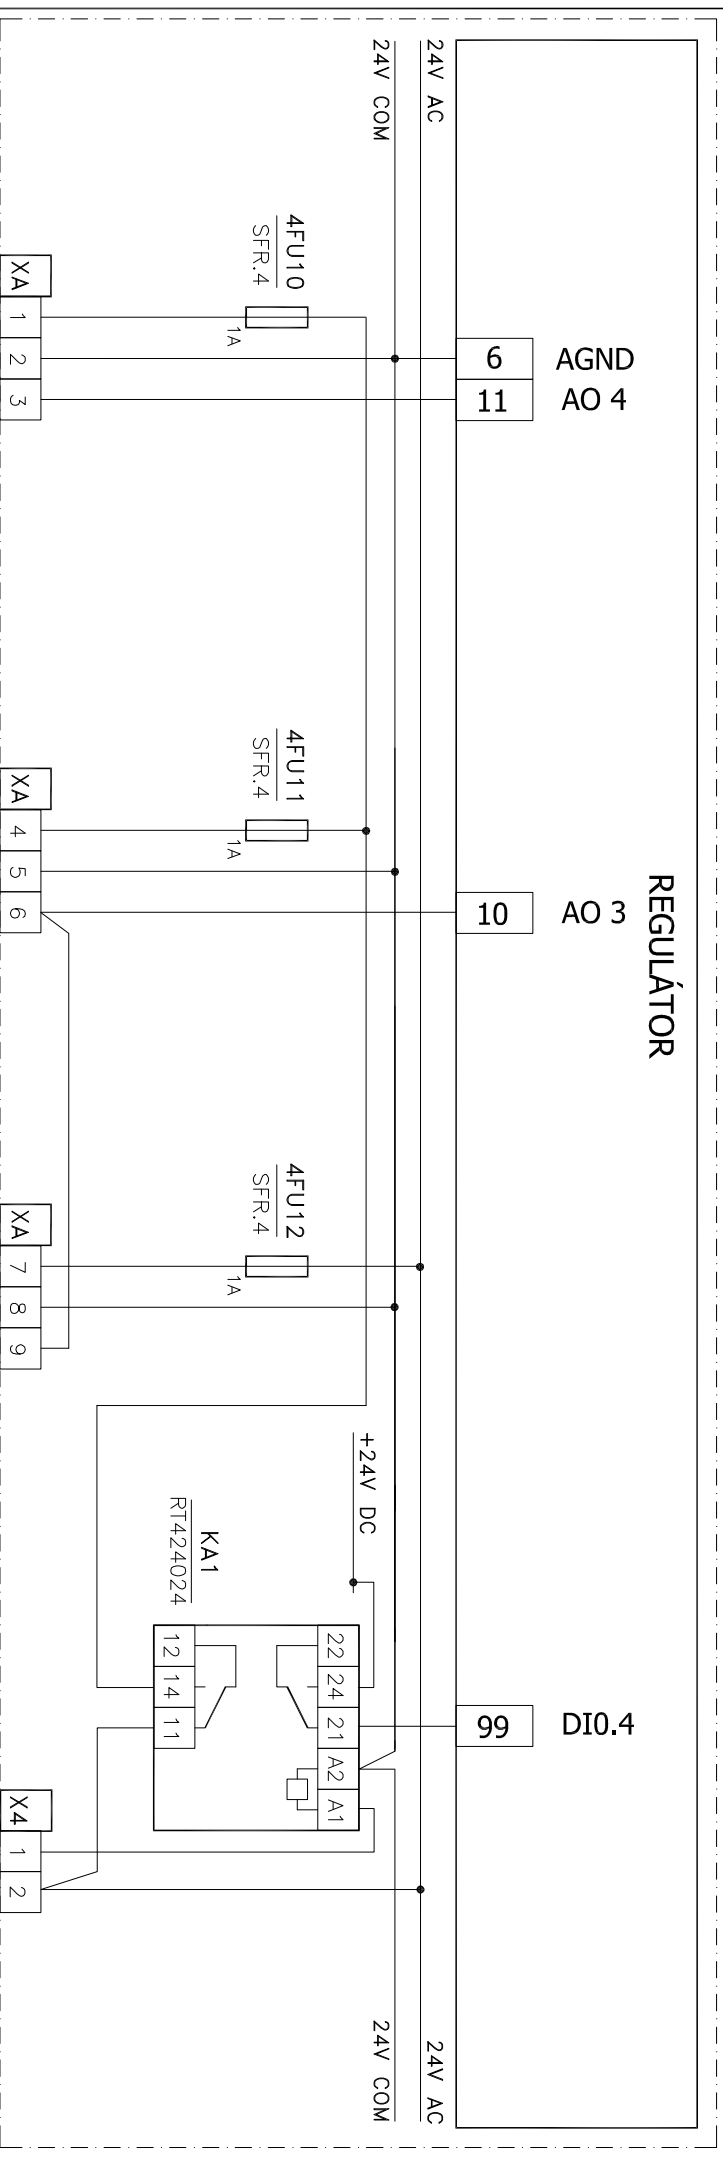 REGULÁTOR
AGND
6
AO 4
11
AO 3
10
DI0.4
99
24V AC
24V COM
24V AC
24V COM
4FU10
SFR.4
1A
4FU11
SFR.4
1A
4FU12
SFR.4
1A
+24V DC
KA1
RT424024
22 24 21 A2 A1
12 14 11
XA 1 2 3
XA 4 5 6
XA 7 8 9
X4 1 2